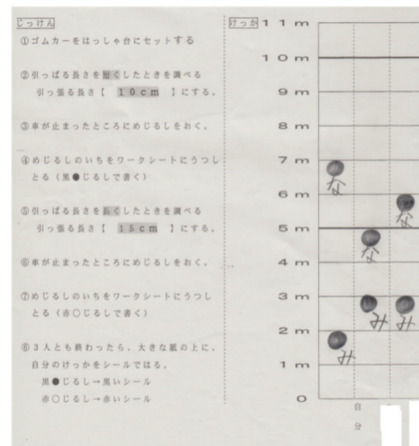 じっけん
①ゴムカーをはっしゃ台にセットする
②引っぱる長さを短くしたときを調べる
引っ張る長さ【 10cm 】にする。
③車が止まったところにめじるしをおく。
④めじるしのいちをワークシートにうつし
とる（黒●じるしで書く）
⑤引っぱる長さを長くしたときを調べる
引っ張る長さ【 15cm 】にする。
⑥車が止まったところにめじるしをおく。
⑦めじるしのいちをワークシートにうつし
とる（赤○じるしで書く）
⑧３人とも終わったら、大きな紙の上に、
自分のけっかをシールではる。
黒●じるし→黒いシール
赤○じるし→赤いシール
けっか
11m
10m
9m
8m
7m
6m
5m
4m
3m
2m
1m
0
な
な
な
み
み
み
自分